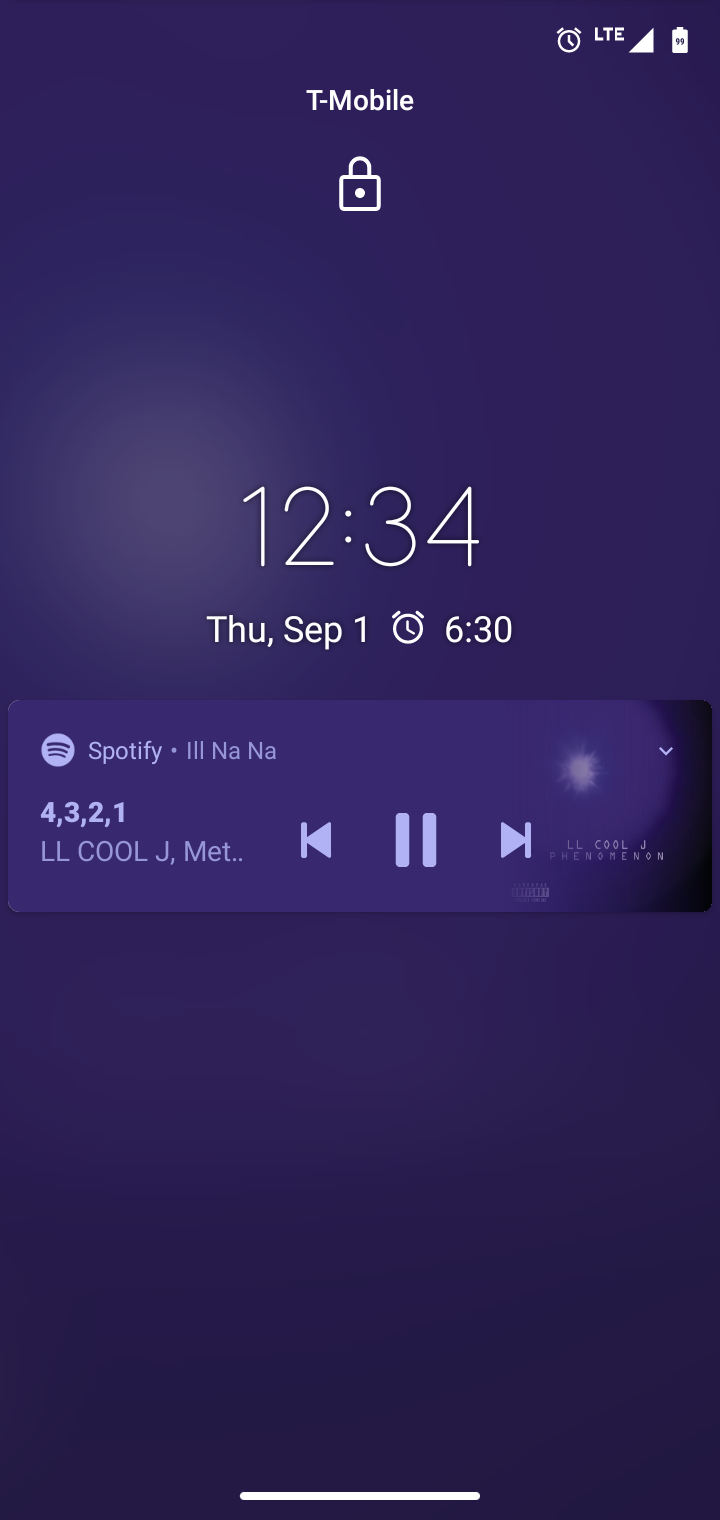 LTE
99
T-Mobile
12:34
Thu, Sep 1 6:30
Spotify • Ill Na Na
4,3,2,1
LL COOL J, Met..
LL COOL J
PHENOMENON
ADVISORY